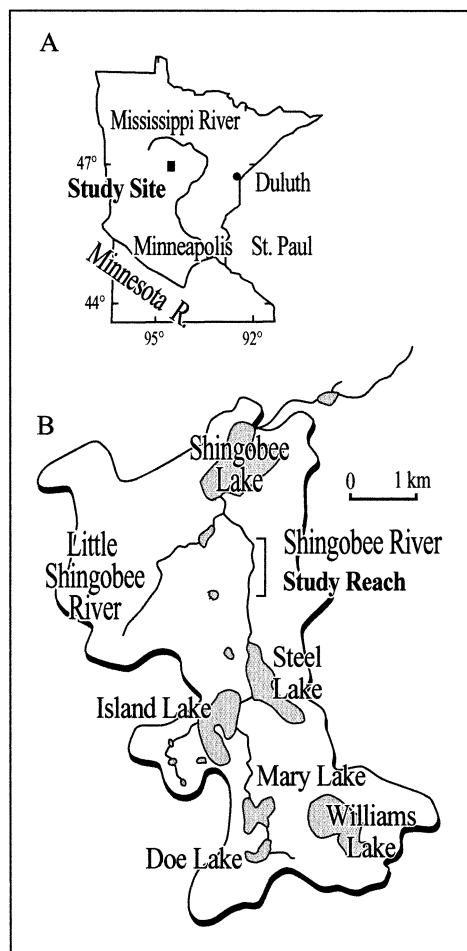 A
Mississippi River
47°
Study Site
Duluth
Minneapolis St. Paul
Minnesota R.
44°
95° 92°
B
Shingobee
Lake
0 1 km
Little
Shingobee
River
Shingobee River
Study Reach
Steel
Lake
Island Lake
Mary Lake
Williams
Lake
Doe Lake